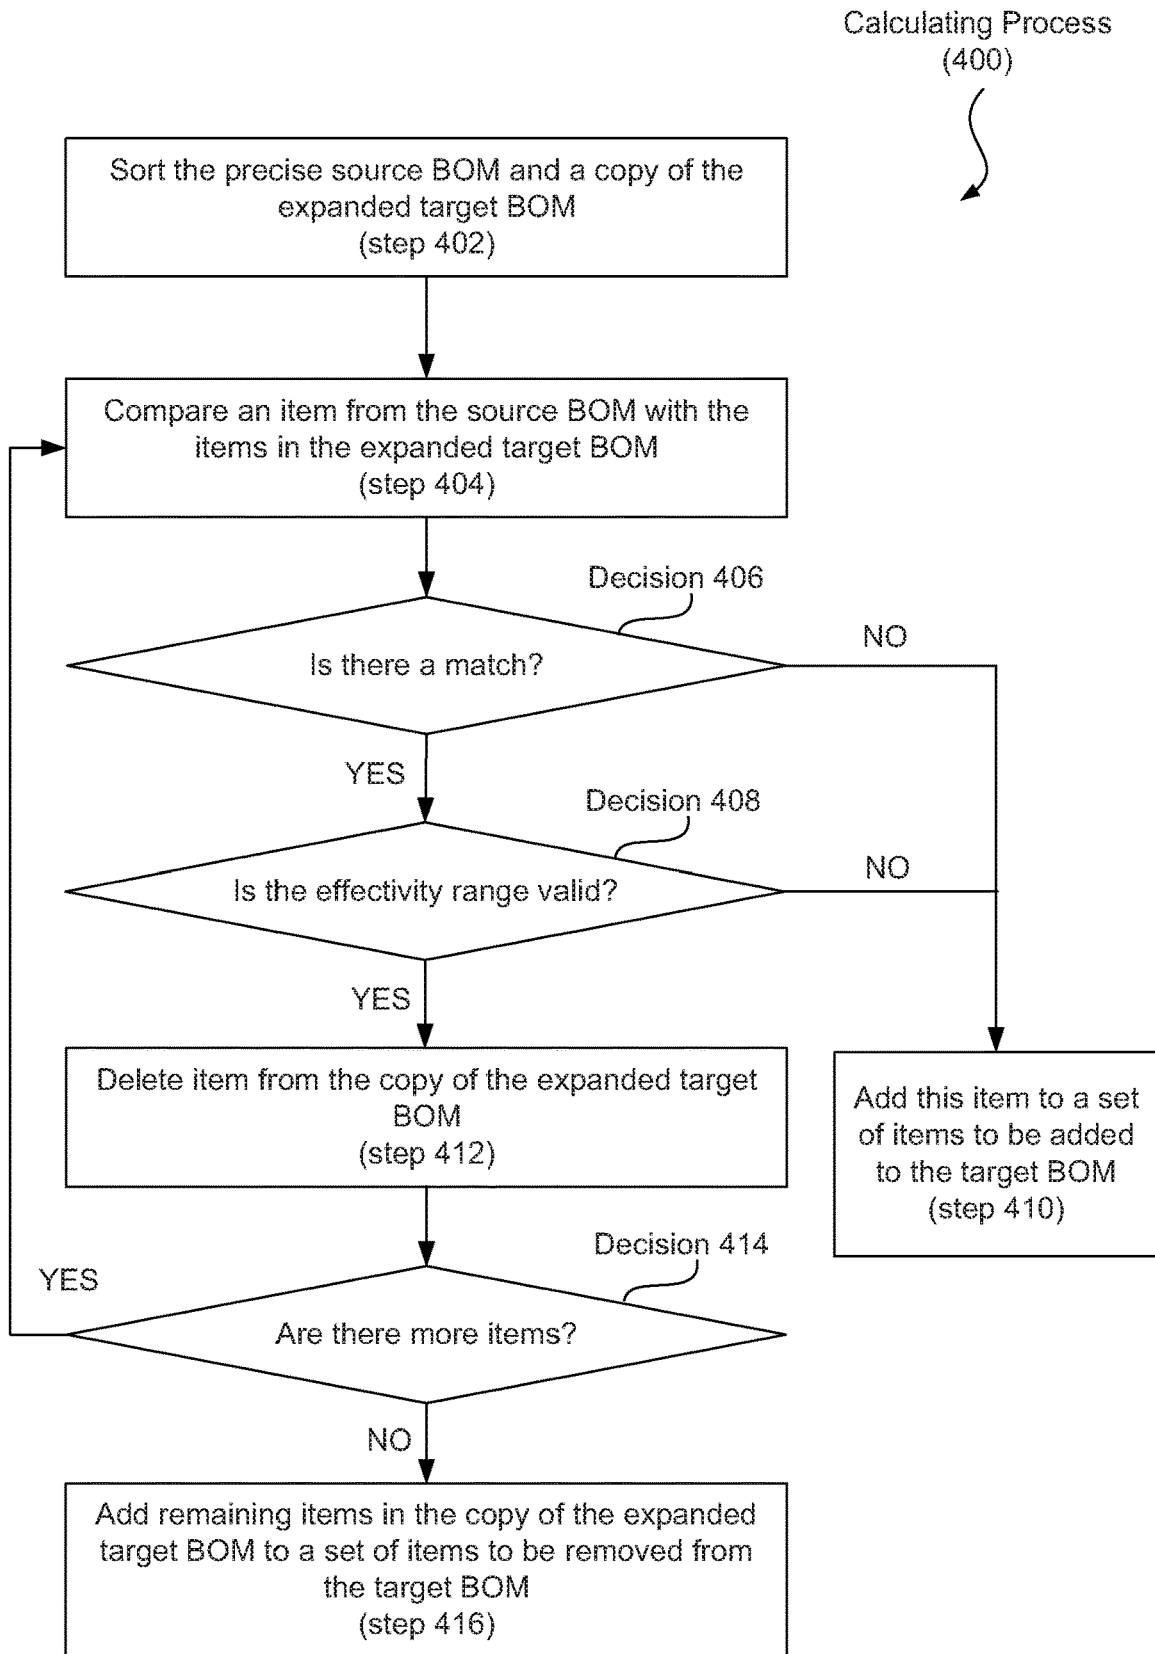 Calculating Process
(400)
Sort the precise source BOM and a copy of the
expanded target BOM
(step 402)
Compare an item from the source BOM with the
items in the expanded target BOM
(step 404)
Decision 406
NO
Is there a match?
YES
Decision 408
NO
Is the effectivity range valid?
YES
Delete item from the copy of the expanded target
BOM
(step 412)
Add this item to a set
of items to be added
to the target BOM
(step 410)
Decision 414
YES
Are there more items?
NO
Add remaining items in the copy of the expanded
target BOM to a set of items to be removed from
the target BOM
(step 416)